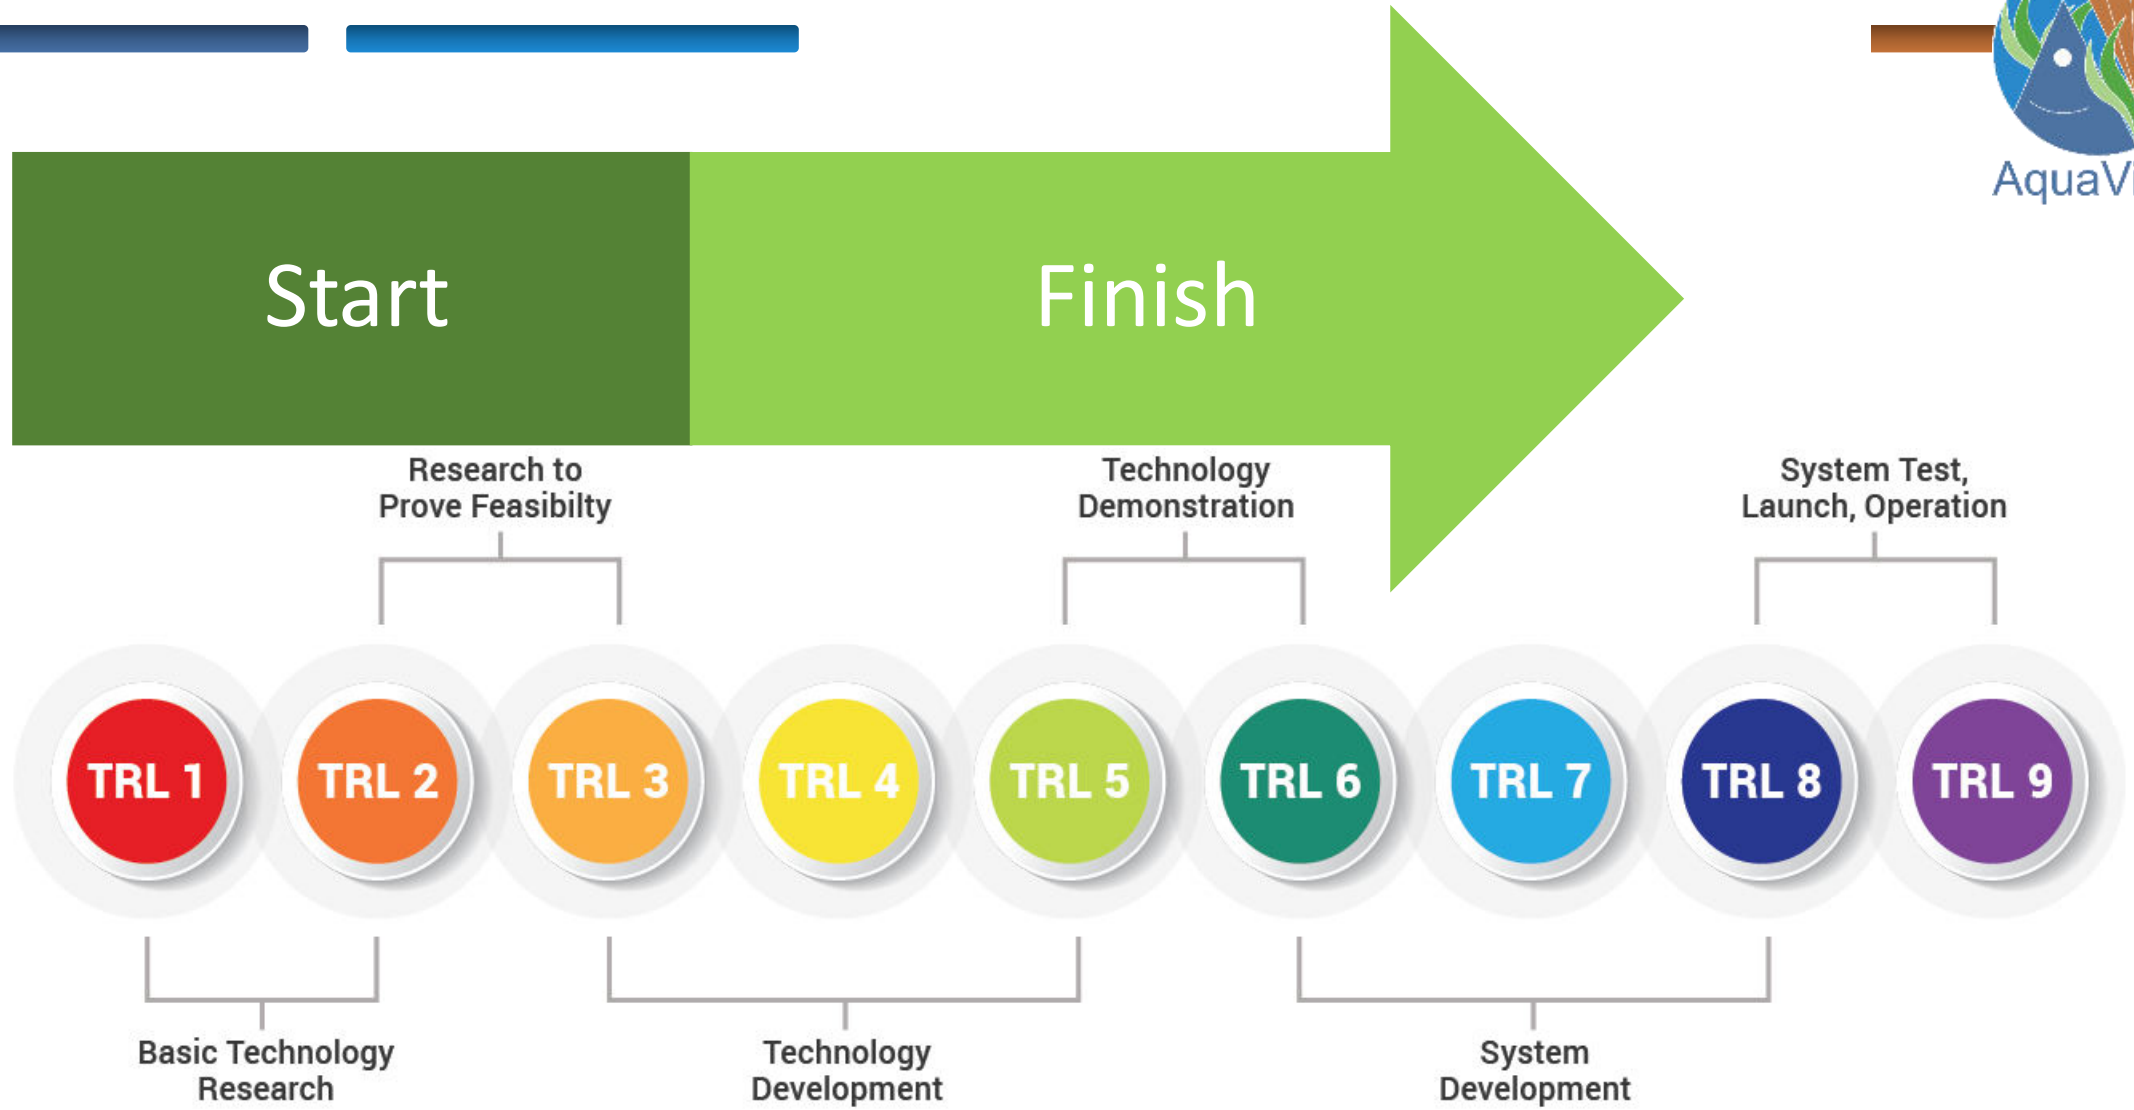 AquaVi
Start
Finish
Research to
Prove Feasibilty
Technology
Demonstration
System Test,
Launch, Operation
TRL 1
TRL 2
TRL 3
TRL 4
TRL 5
TRL 6
TRL 7
TRL 8
TRL 9
Basic Technology
Research
Technology
Development
System
Development